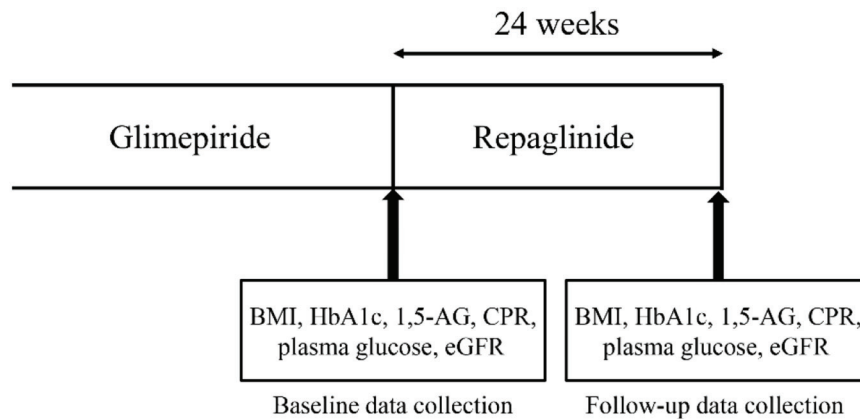 24 weeks
Glimepiride
Repaglinide
BMI, HbA1c, 1,5-AG, CPR,
plasma glucose, eGFR
BMI, HbA1c, 1,5-AG, CPR,
plasma glucose, eGFR
Baseline data collection
Follow-up data collection